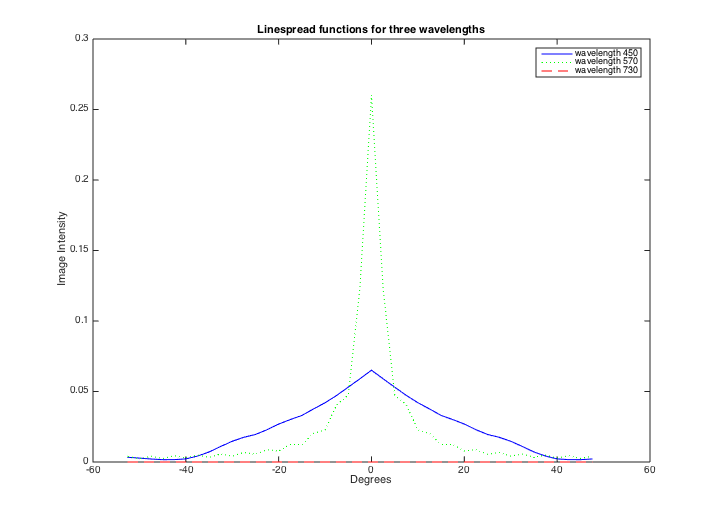 Linespread functions for three wavelengths
0.3
wavelength 450
wavelength 570
wavelength 730
0.25
0.2
0.15
Image Intensity
0.1
0.05
0
-60
-40
-20
0
20
40
60
Degrees